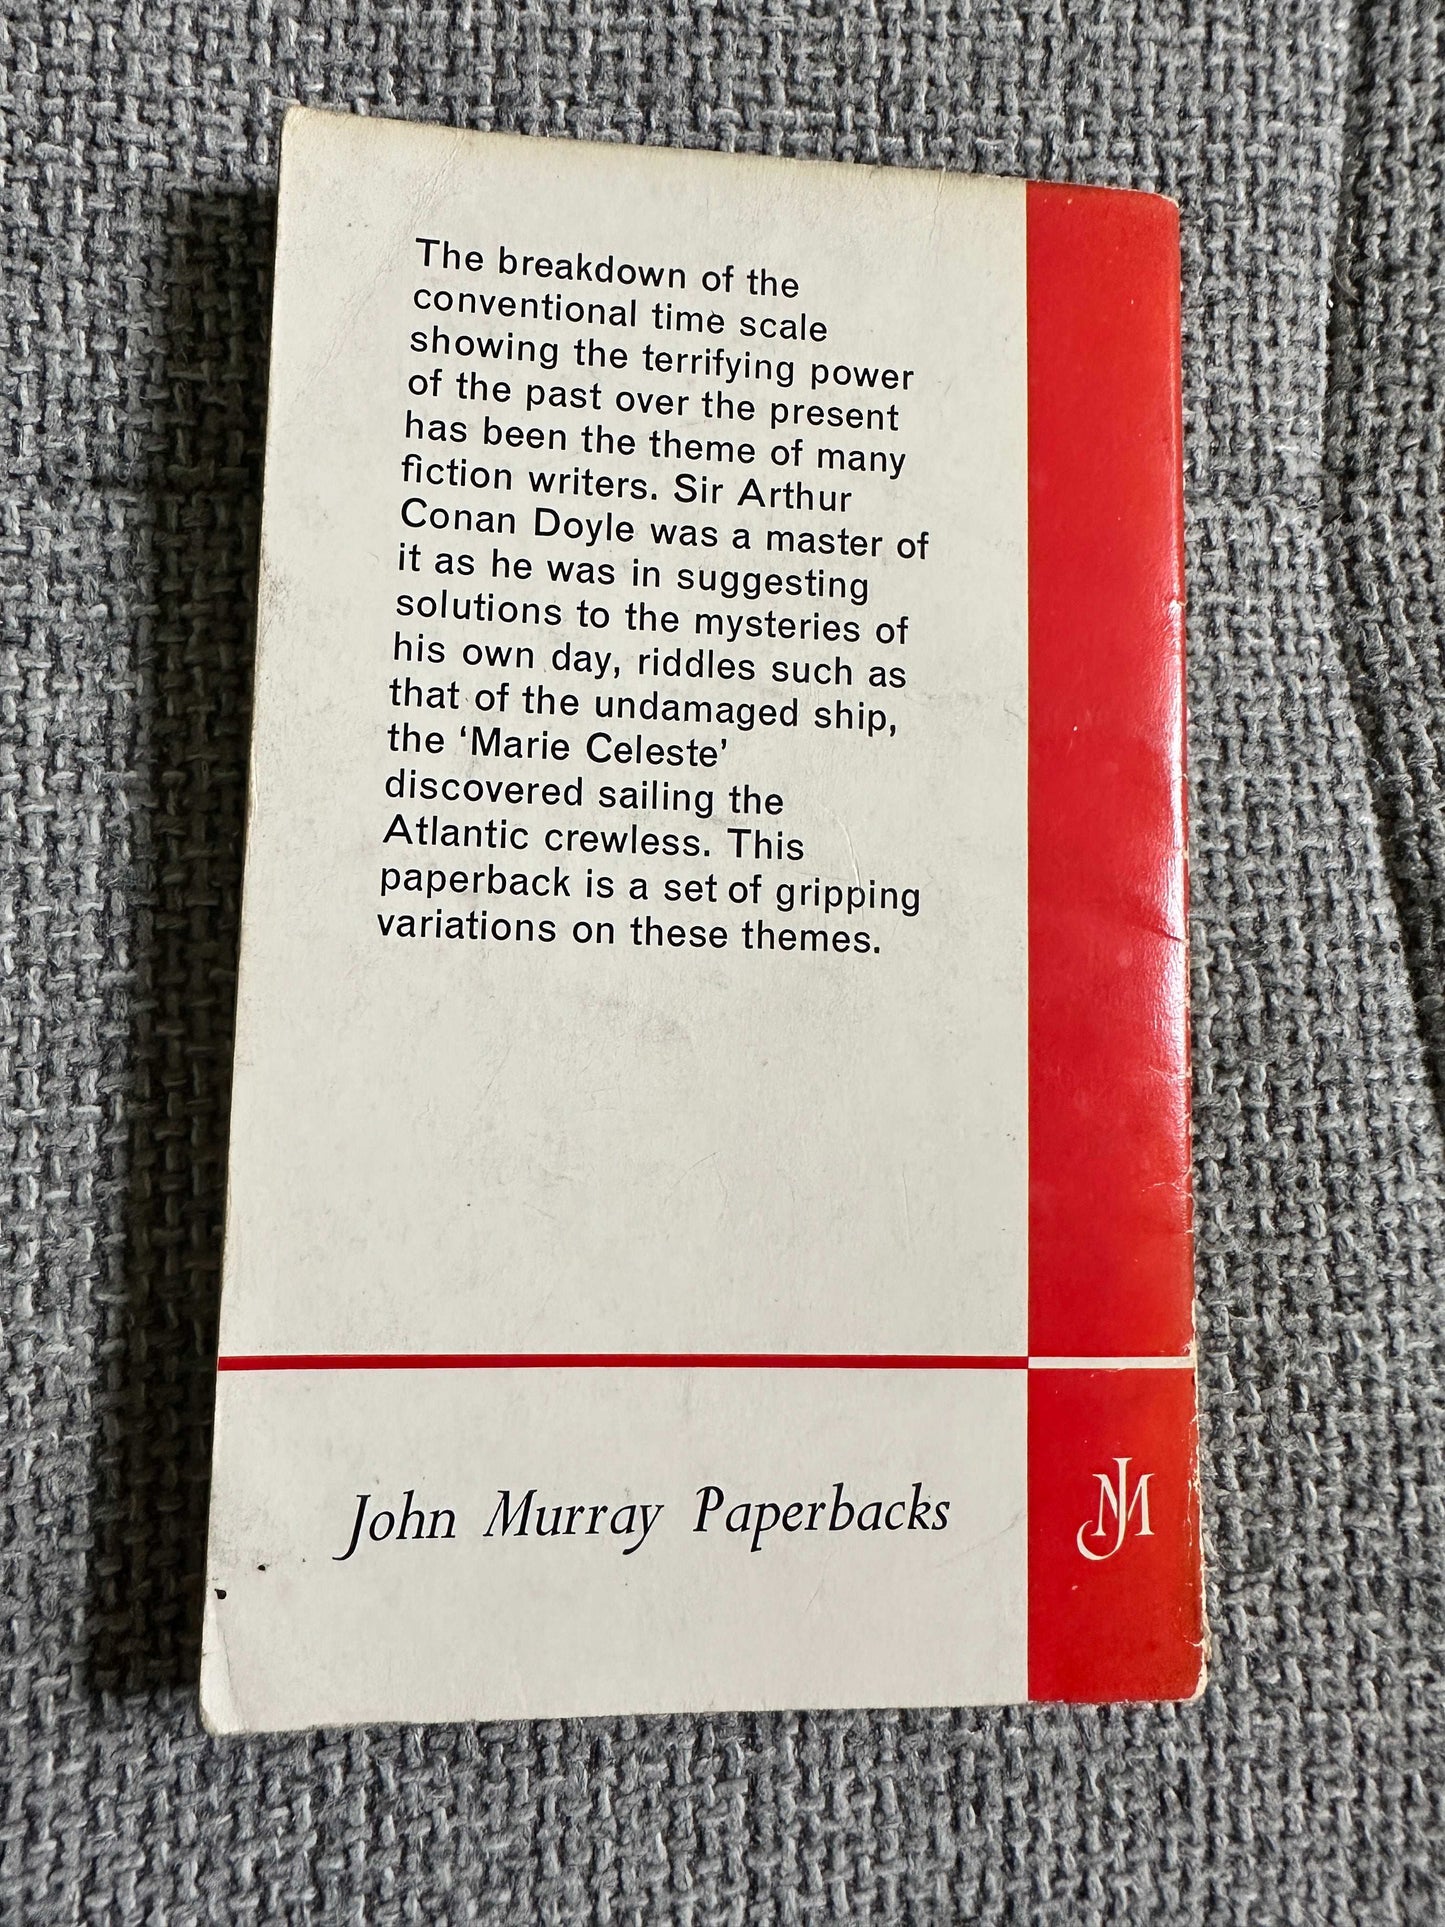 The breakdown of the
conventional time scale
showing the terrifying power
of the past over the present
has been the theme of many
fiction writers. Sir Arthur
Conan Doyle was a master of
it as he was in suggesting
solutions to the mysteries of
his own day, riddles such as
that of the undamaged ship,
the ‘Marie Celeste’
discovered sailing the
Atlantic crewless. This
paperback is a set of gripping
variations on these themes.
John Murray Paperbacks
JM